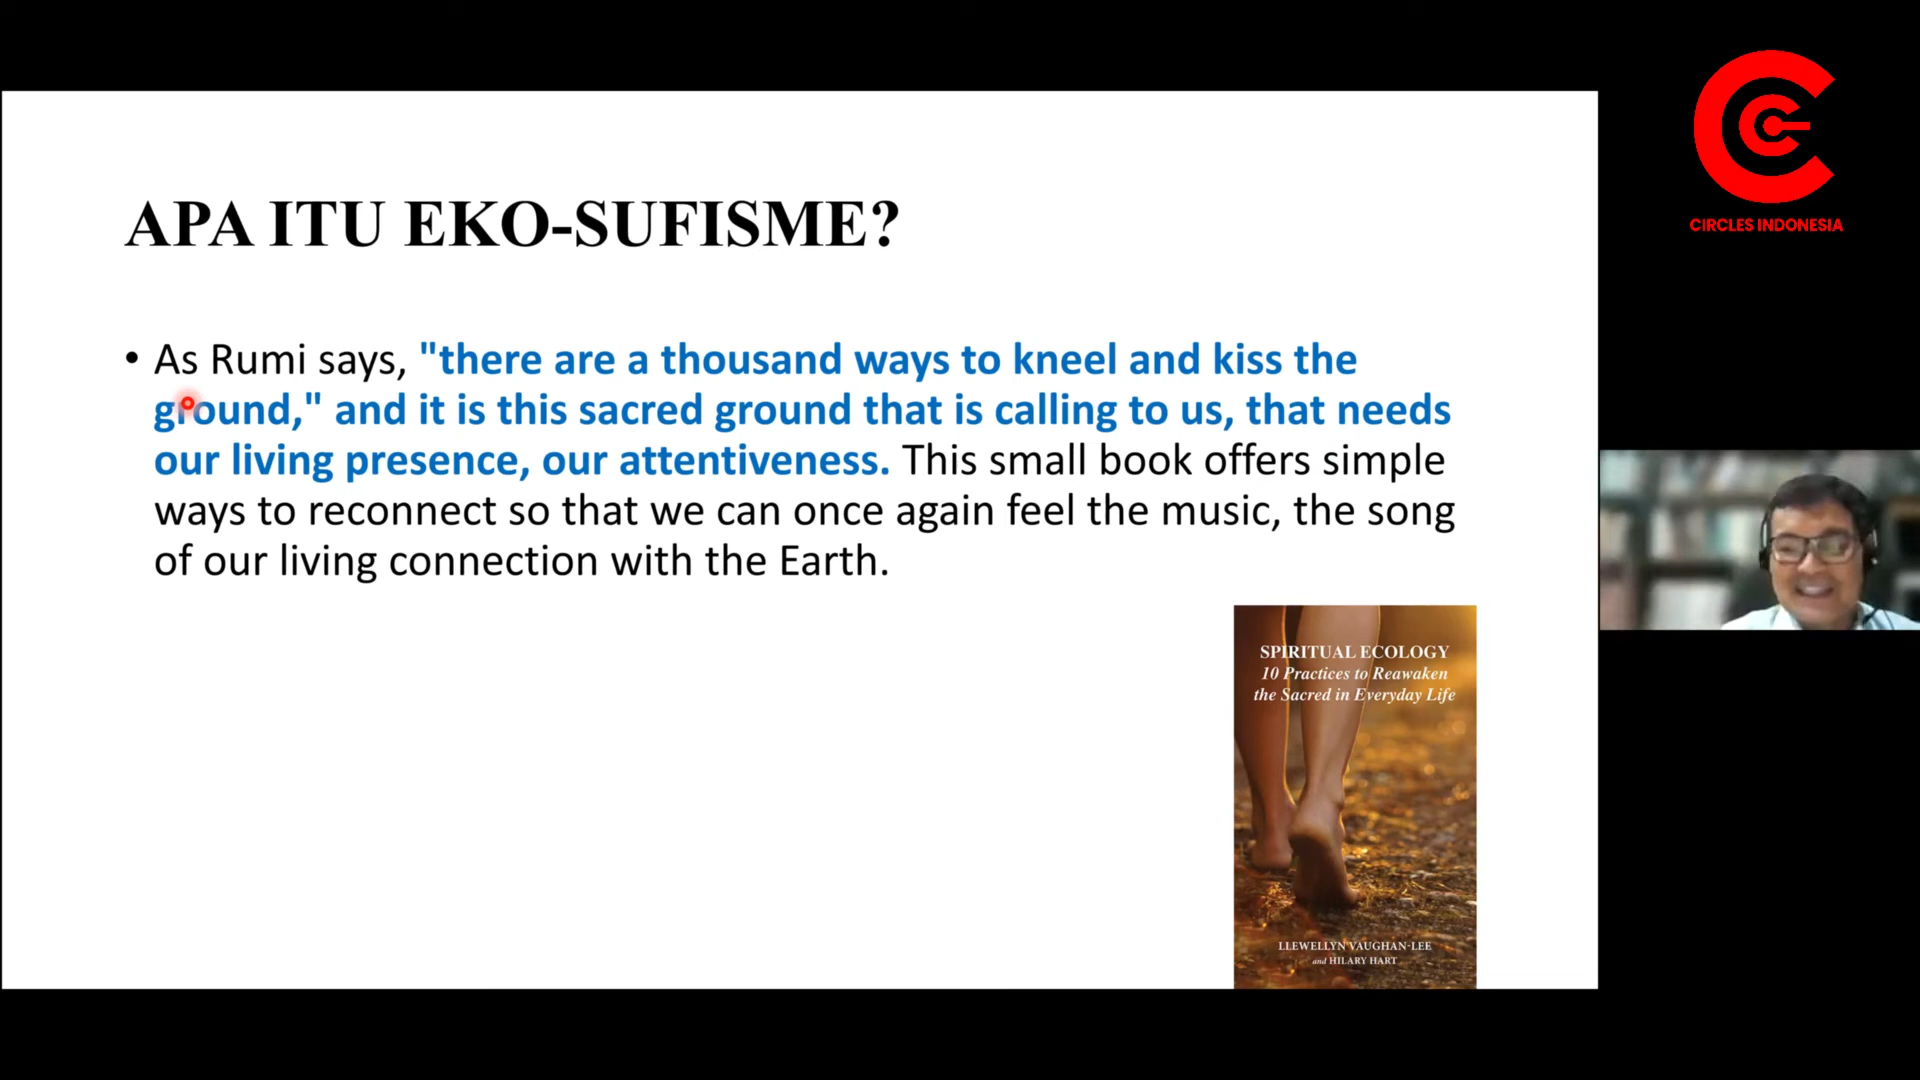 APA ITU EKO-SUFISME?
• As Rumi says, "there are a thousand ways to kneel and kiss the
ground," and it is this sacred ground that is calling to us, that needs
our living presence, our attentiveness. This small book offers simple
ways to reconnect so that we can once again feel the music, the song
of our living connection with the Earth.
SPIRITUAL ECOLOGY
10 Practices to Reawaken
the Sacred in Everyday Life
LLEWELLYN VAUGHAN-LEE
and HILARY HART
CIRCLES INDONESIA